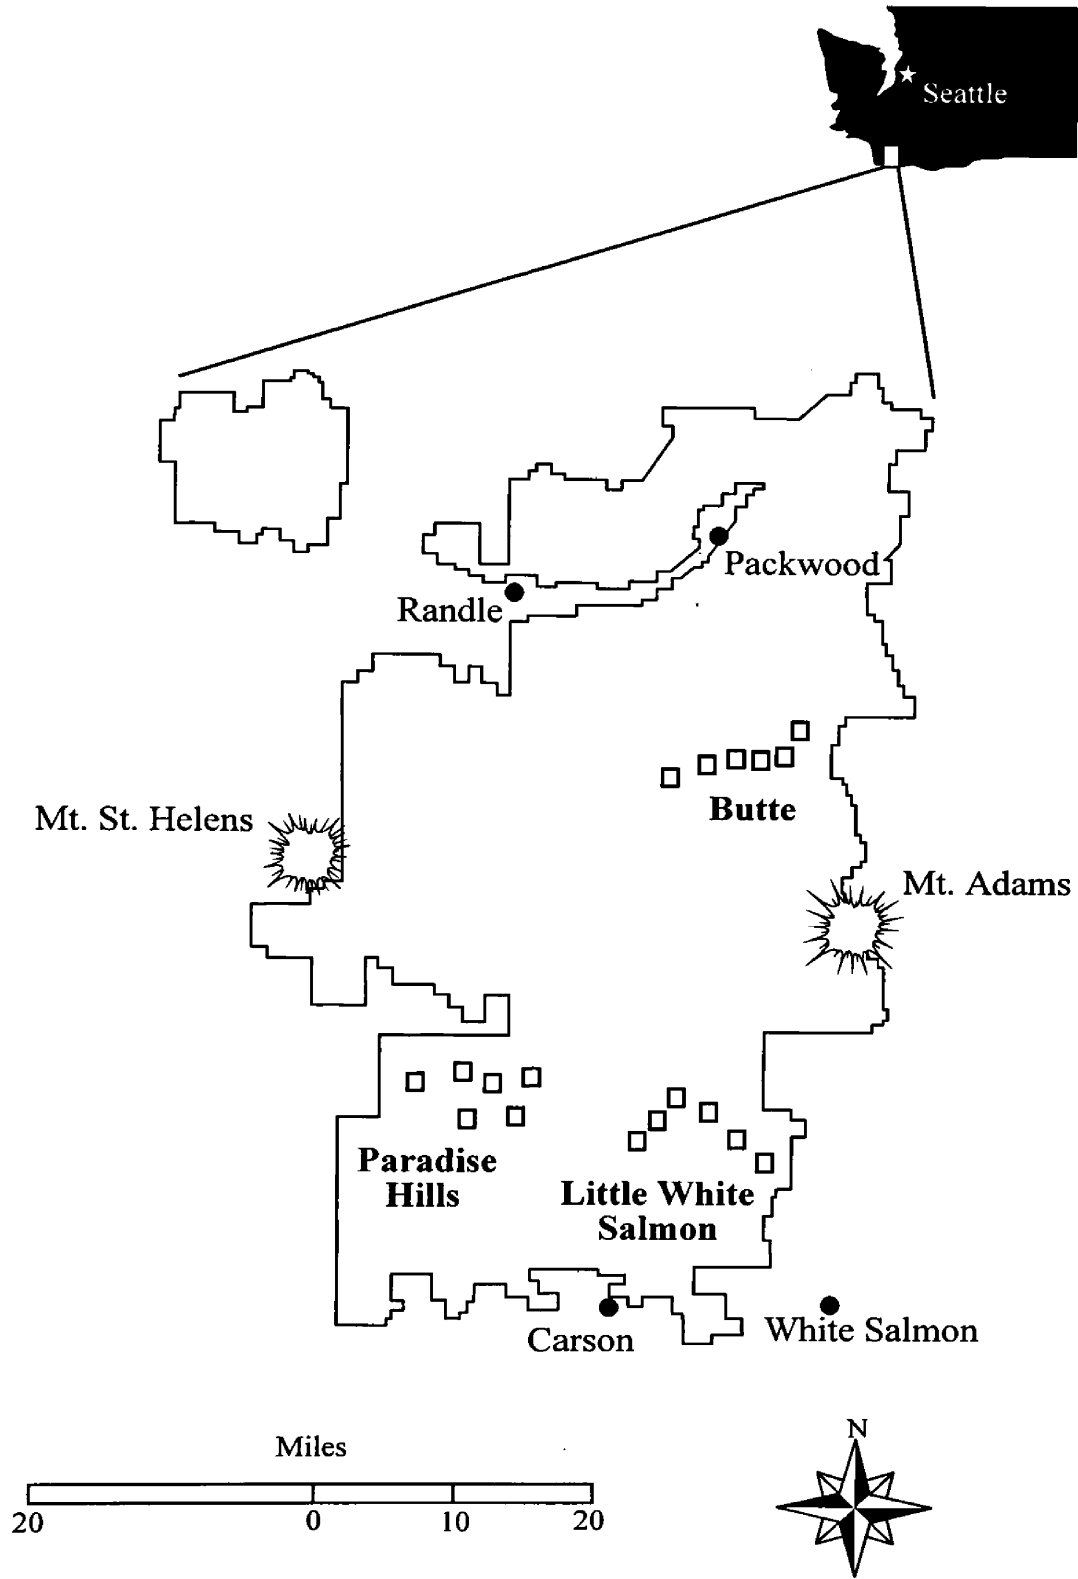 Seattle
Packwood
Randle
Butte
Mt. St. Helens
Mt. Adams
Paradise
Hills
Little White
Salmon
Carson
White Salmon
Miles
N
20 0 10 20